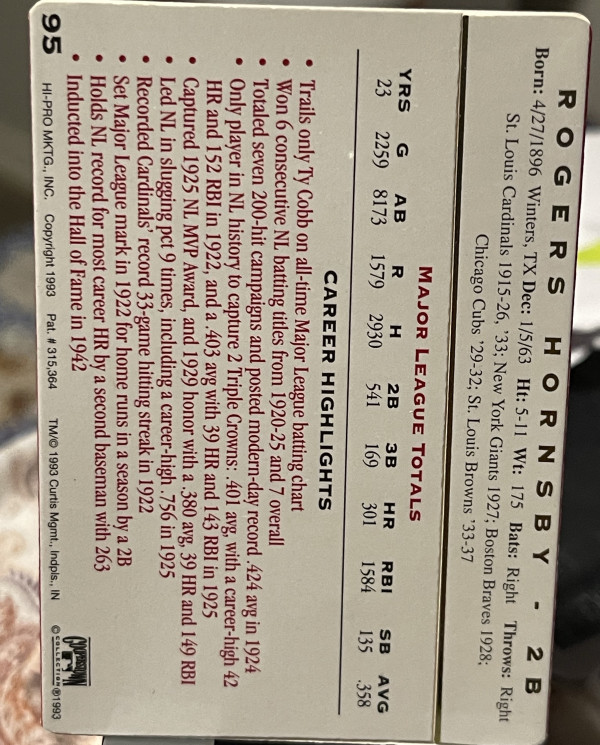 ROGERS HORNSBY - 2B
Born: 4/27/1896 Winters, TX Dec: 1/5/63 Ht: 5-11 Wt: 175 Bats: Right Throws: Right
St. Louis Cardinals 1915-26, '33; New York Giants 1927; Boston Braves 1928;
Chicago Cubs '29-32; St. Louis Browns '33-37
MAJOR LEAGUE TOTALS
YRS G AB R H 2B 3B HR RBI SB AVG
23 2259 8173 1579 2930 541 169 301 1584 135 .358
CAREER HIGHLIGHTS
• Trails only Ty Cobb on all-time Major League batting chart
• Won 6 consecutive NL batting titles from 1920-25 and 7 overall
• Totaled seven 200-hit campaigns and posted modern-day record .424 avg in 1924
• Only player in NL history to capture 2 Triple Crowns: .401 avg, with a career-high 42
HR and 152 RBI in 1922, and a .403 avg with 39 HR and 143 RBI in 1925
• Captured 1925 NL MVP Award, and 1929 honor with a .380 avg, 39 HR and 149 RBI
• Led NL in slugging pct 9 times, including a career-high .756 in 1925
• Recorded Cardinals' record 33-game hitting streak in 1922
• Set Major League mark in 1922 for home runs in a season by a 2B
• Holds NL record for most career HR by a second baseman with 263
• Inducted into the Hall of Fame in 1942
95 HI-PRO MKTG., INC. Copyright 1993 Pat. # 315,364 TM/© 1993 Curtis Mgmt., Indpls., IN
COOPERSTOWN
COLLECTION®
©1993